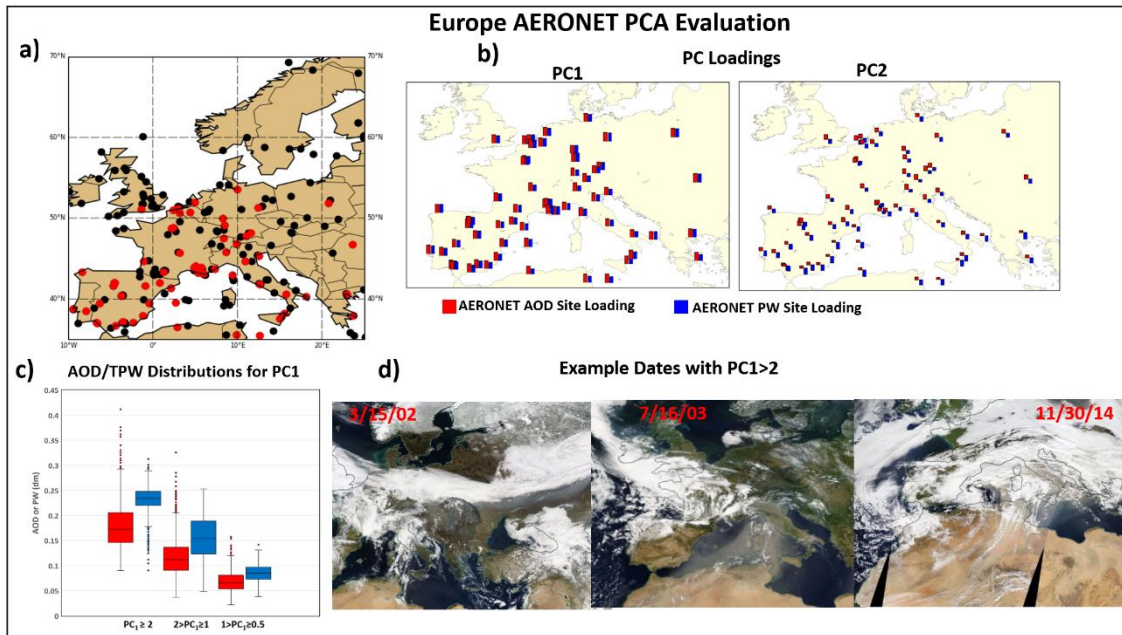 Europe AERONET PCA Evaluation
a)
70°N
60°N
50°N
40°N
10°W
0°
10°E
20°E
b)
PC Loadings
PC1
PC2
70°N
60°N
50°N
40°N
AERONET AOD Site Loading
AERONET PW Site Loading
c)
AOD/TPW Distributions for PC1
AOD or PW (dm)
0.45
0.4
0.35
0.3
0.25
0.2
0.15
0.1
0.05
0
PC1 ≥ 2
2>PC1≥1
1>PC1≥0.5
d)
Example Dates with PC1>2
3/15/02
7/16/03
11/30/14